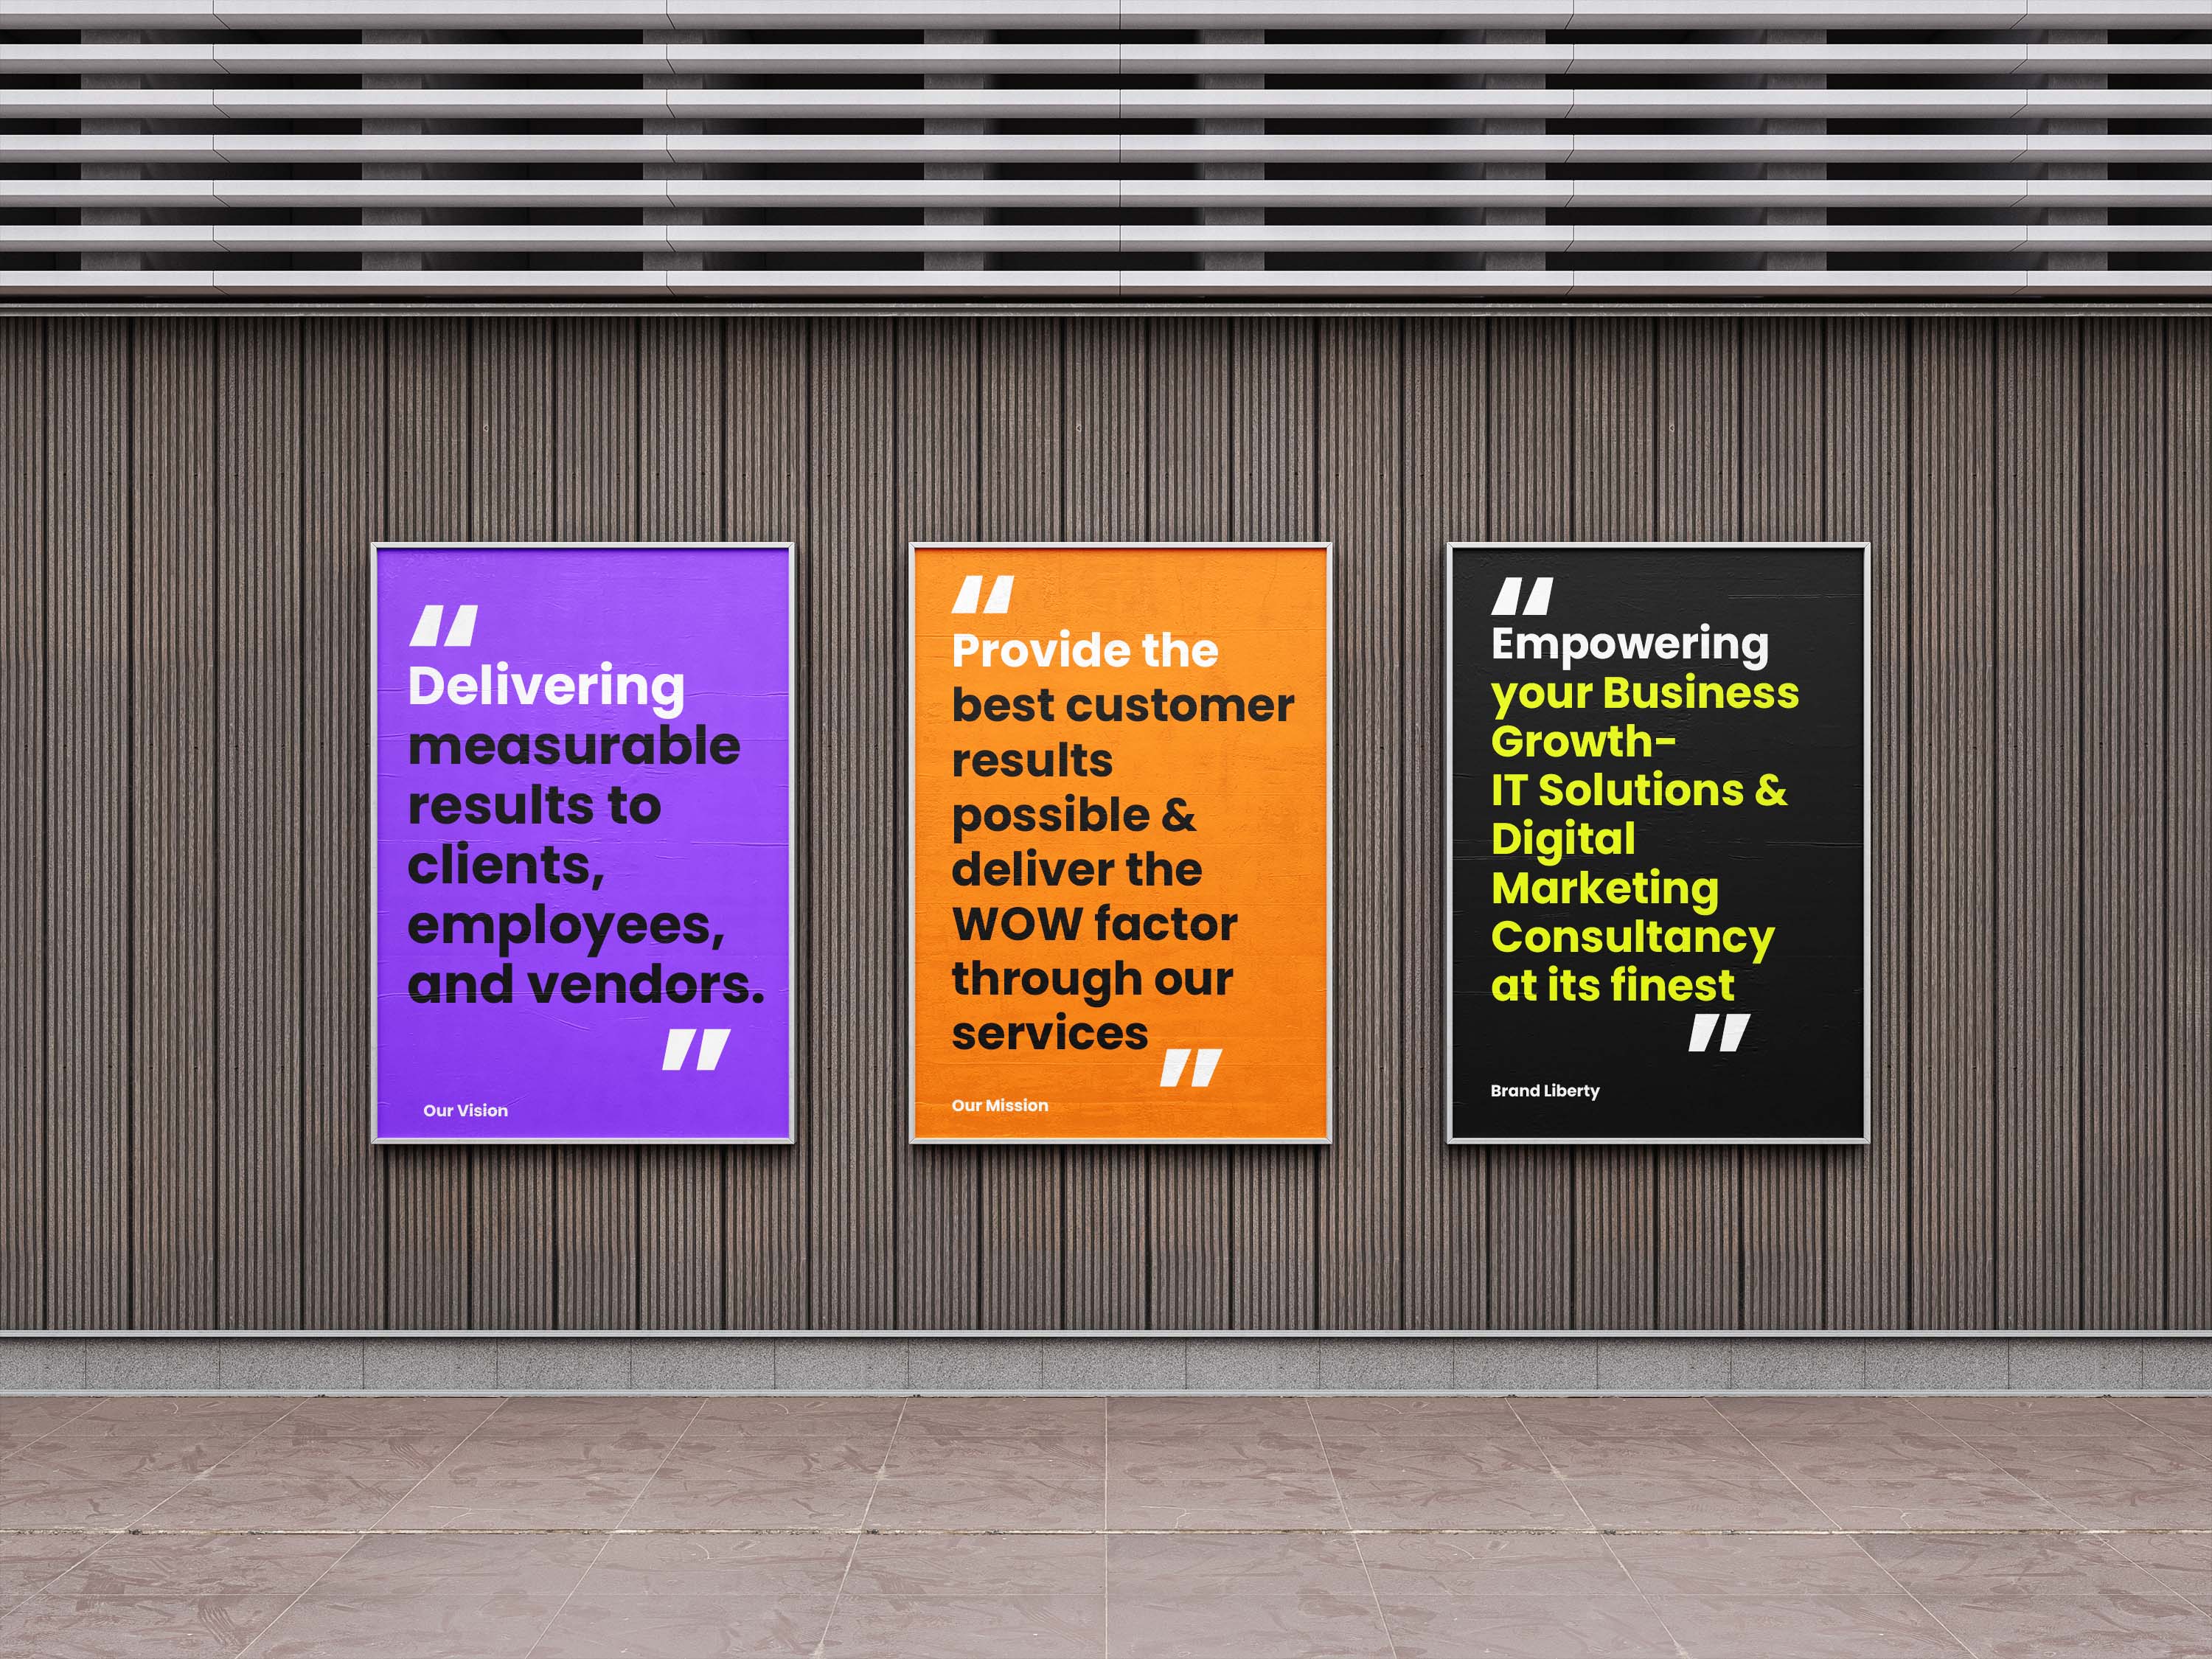 Delivering
measurable
results to
clients,
employees,
and vendors.
Our Vision
Provide the
best customer
results
possible &
deliver the
WOW factor
through our
services
Our Mission
Empowering
your Business
Growth-
IT Solutions &
Digital
Marketing
Consultancy
at its finest
Brand Liberty